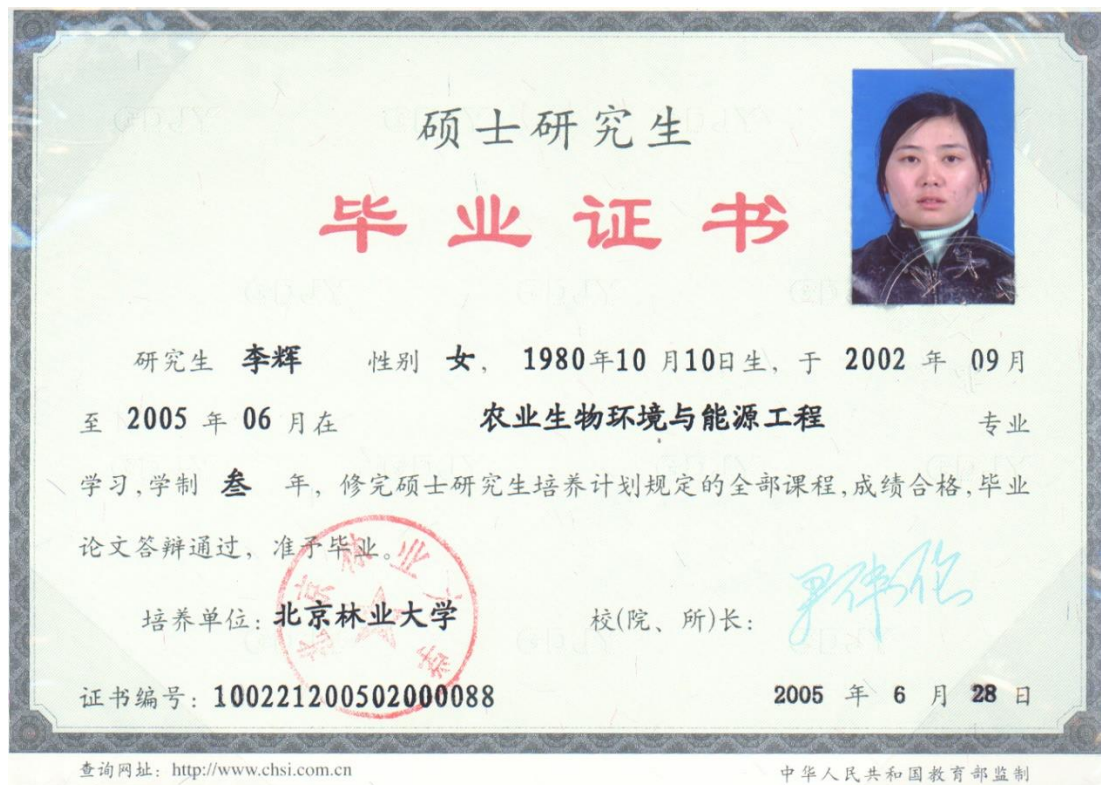 硕士研究生
毕业证书
研究生 李辉 性别 女, 1980年10月10日生, 于 2002 年 09月
至 2005 年 06 月在 农业生物环境与能源工程 专业
学习,学制 叁 年, 修完硕士研究生培养计划规定的全部课程,成绩合格,毕业
论文答辩通过, 准予毕业。
培养单位: 北京林业大学 校(院、所)长:
北京林业大学
证书编号: 100221200502000088 2005 年 6 月 28 日
查询网址: http://www.chsi.com.cn 中华人民共和国教育部监制